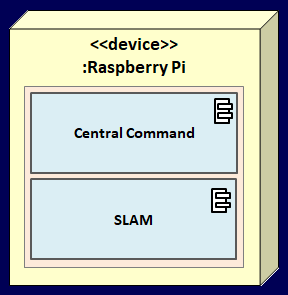 <<device>>
:Raspberry Pi
Central Command
SLAM